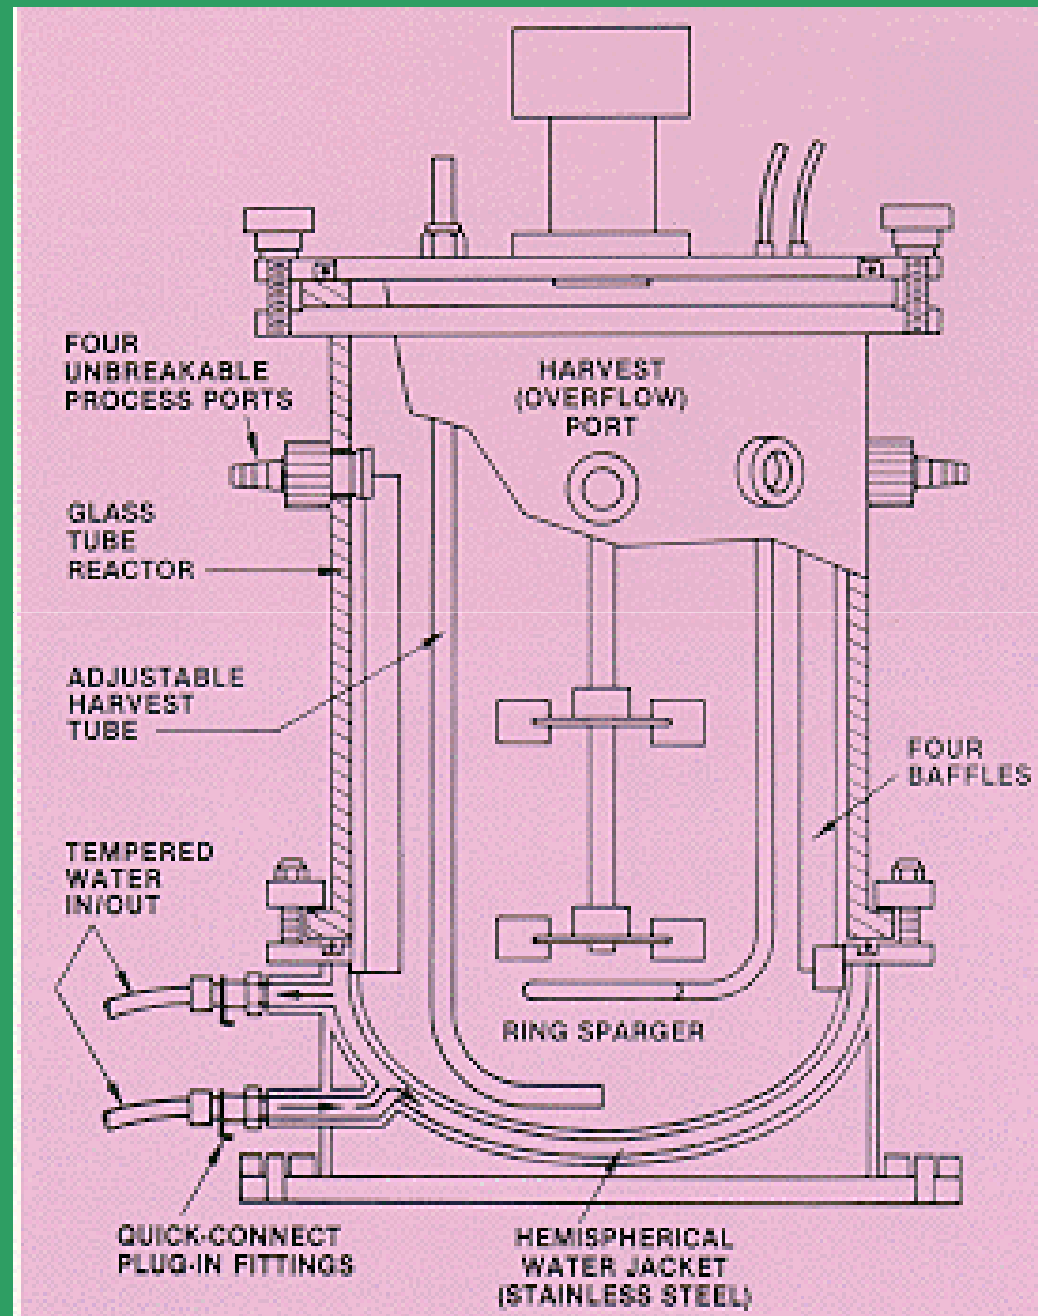 FOUR
UNBREAKABLE
PROCESS PORTS
HARVEST
(OVERFLOW)
PORT
GLASS
TUBE
REACTOR
ADJUSTABLE
HARVEST
TUBE
FOUR
BAFFLES
TEMPERED
WATER
IN/OUT
RING SPARGER
QUICK-CONNECT
PLUG-IN FITTINGS
HEMISPHERICAL
WATER JACKET
(STAINLESS STEEL)